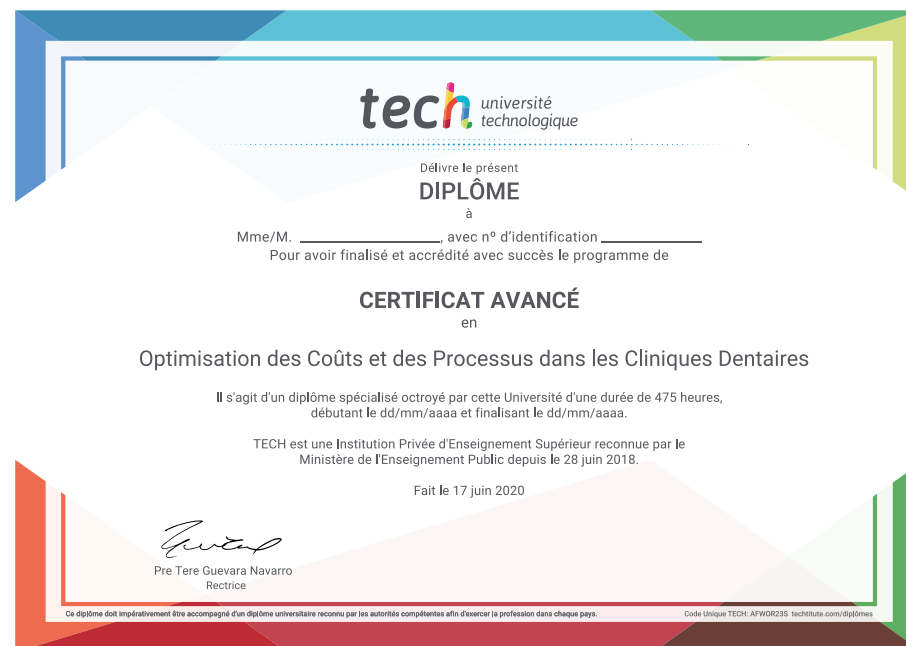 tech université
technologique
Délivre le présent
DIPLÔME
à
Mme/M. ____________________, avec nº d'identification ______________
Pour avoir finalisé et accrédité avec succès le programme de
CERTIFICAT AVANCÉ
en
Optimisation des Coûts et des Processus dans les Cliniques Dentaires
Il s'agit d'un diplôme spécialisé octroyé par cette Université d'une durée de 475 heures,
débutant le dd/mm/aaaa et finalisant le dd/mm/aaaa.
TECH est une Institution Privée d'Enseignement Supérieur reconnue par le
Ministère de l'Enseignement Public depuis le 28 juin 2018.
Fait le 17 juin 2020
Pre Tere Guevara Navarro
Rectrice
Ce diplôme doit impérativement être accompagné d'un diplôme universitaire reconnu par les autorités compétentes afin d'exercer la profession dans chaque pays.
Code Unique TECH: AFWOR23S techtitute.com/diplômes